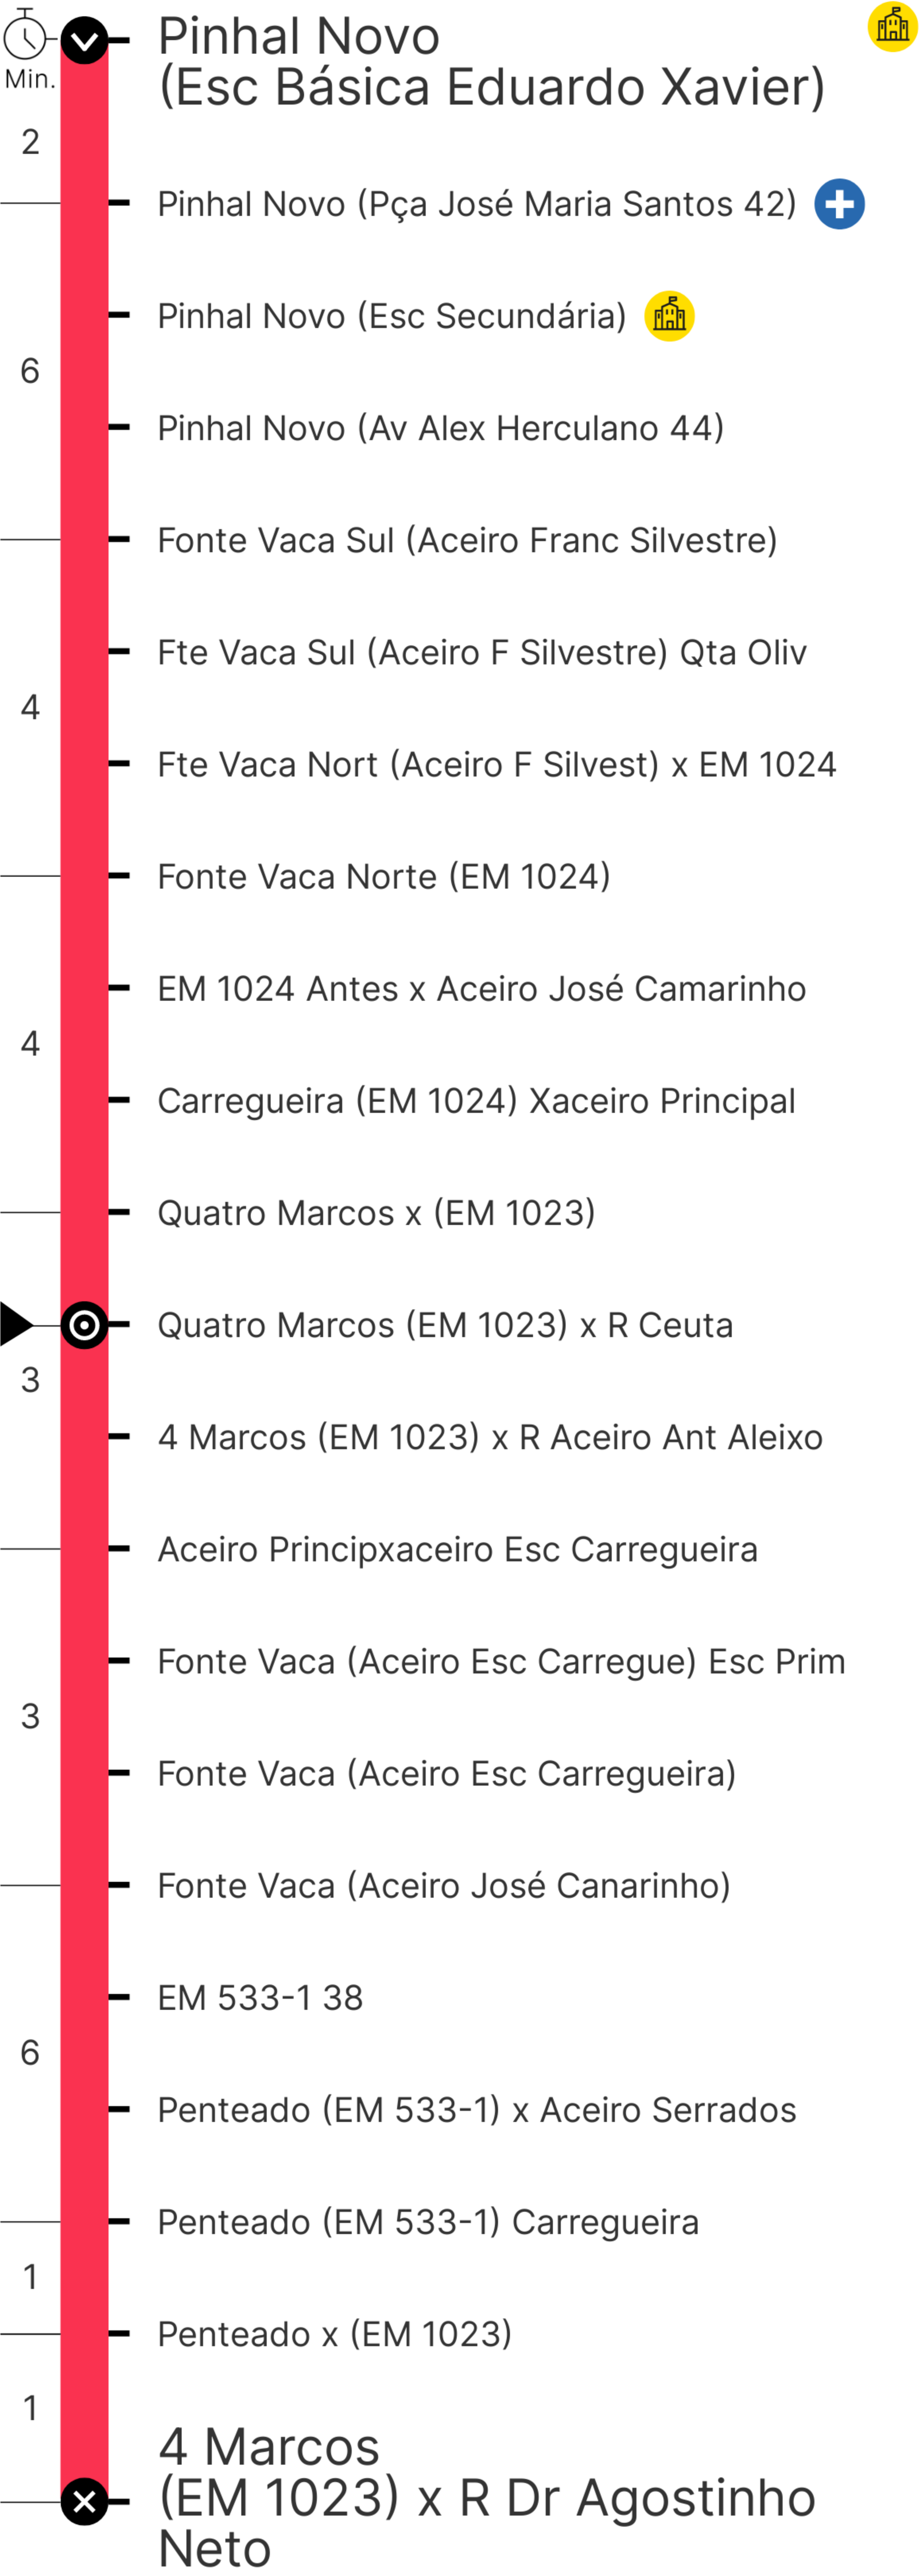 Pinhal Novo
(Esc Básica Eduardo Xavier)
Min.
2
Pinhal Novo (Pça José Maria Santos 42)
Pinhal Novo (Esc Secundária)
6
Pinhal Novo (Av Alex Herculano 44)
Fonte Vaca Sul (Aceiro Franc Silvestre)
Fte Vaca Sul (Aceiro F Silvestre) Qta Oliv
4
Fte Vaca Nort (Aceiro F Silvest) x EM 1024
Fonte Vaca Norte (EM 1024)
EM 1024 Antes x Aceiro José Camarinho
4
Carregueira (EM 1024) Xaceiro Principal
Quatro Marcos x (EM 1023)
Quatro Marcos (EM 1023) x R Ceuta
3
4 Marcos (EM 1023) x R Aceiro Ant Aleixo
Aceiro Principxaceiro Esc Carregueira
Fonte Vaca (Aceiro Esc Carregue) Esc Prim
3
Fonte Vaca (Aceiro Esc Carregueira)
Fonte Vaca (Aceiro José Canarinho)
EM 533-1 38
6
Penteado (EM 533-1) x Aceiro Serrados
Penteado (EM 533-1) Carregueira
1
Penteado x (EM 1023)
1
4 Marcos
(EM 1023) x R Dr Agostinho
Neto